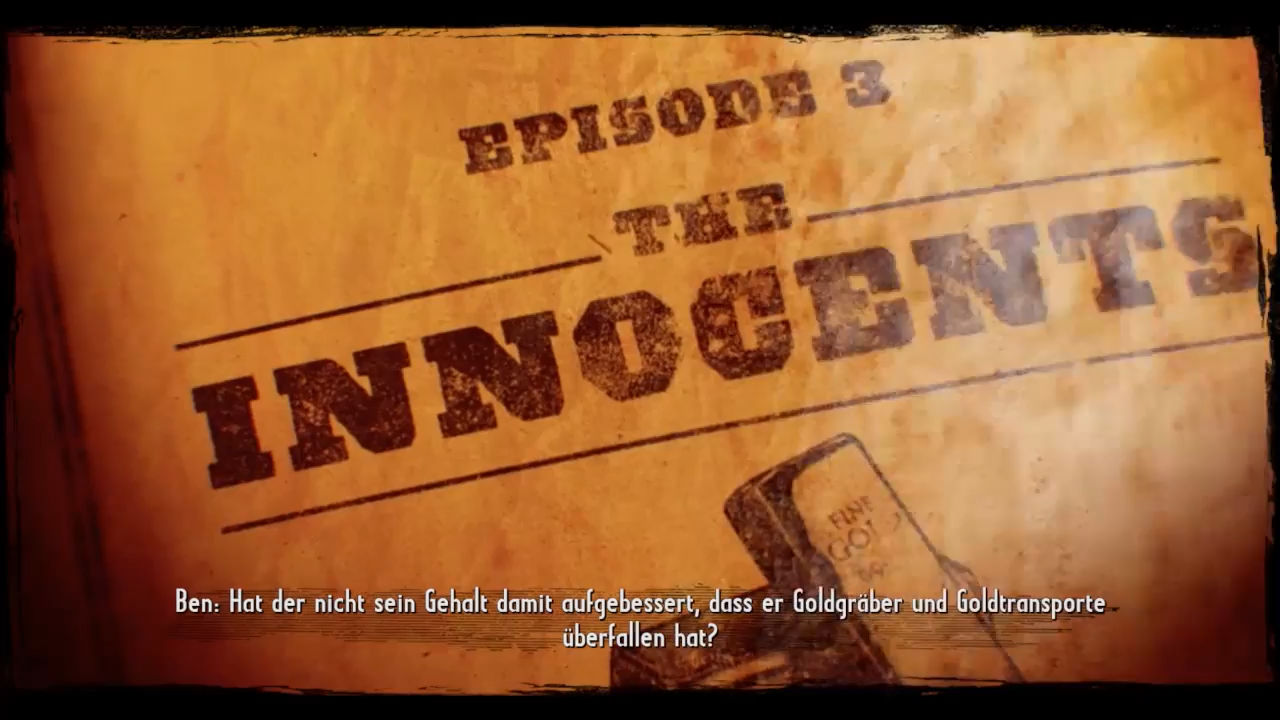 EPISODE 3
THE
INNOCENTS
FINE
GOL
Ben: Hat der nicht sein Gehalt damit aufgebessert, dass er Goldgräber und Goldtransporte
überfallen hat?